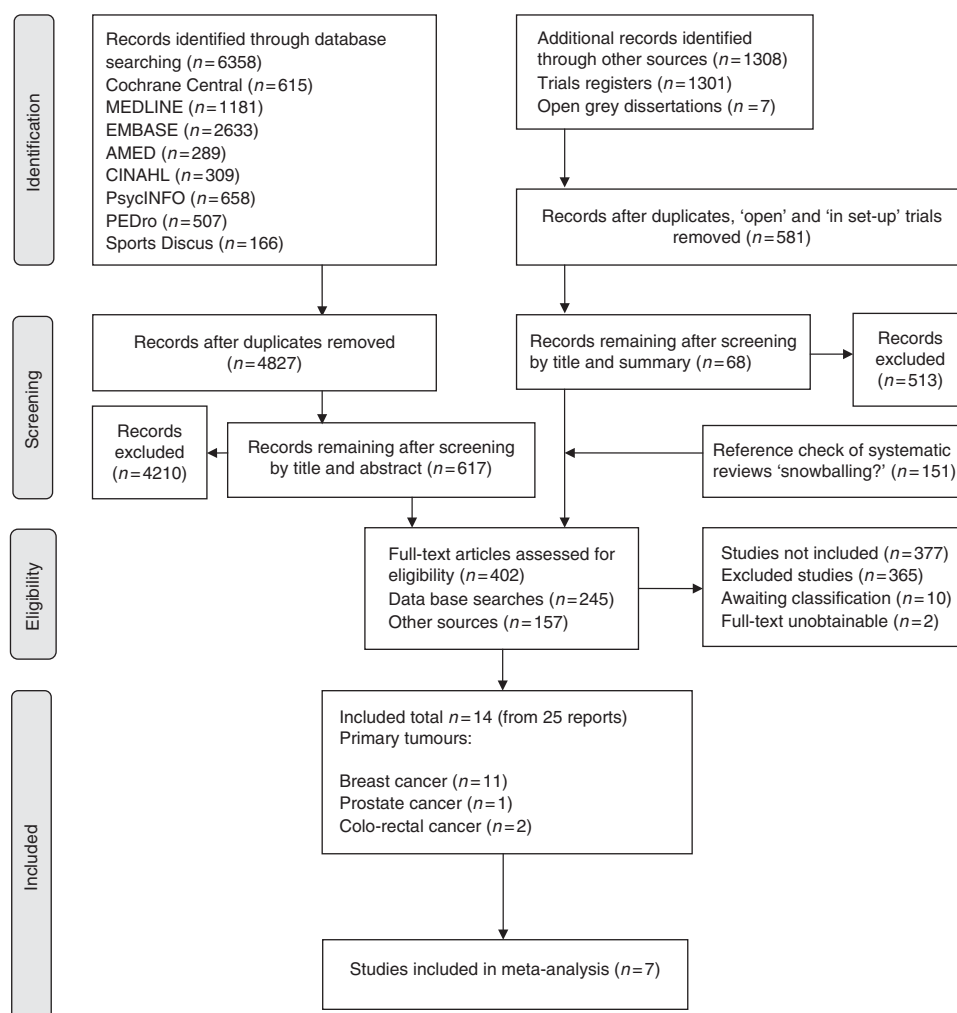 Identification
Records identified through database
searching (n=6358)
Cochrane Central (n=615)
MEDLINE (n=1181)
EMBASE (n=2633)
AMED (n=289)
CINAHL (n=309)
PsycINFO (n=658)
PEDro (n=507)
Sports Discus (n=166)
Additional records identified
through other sources (n=1308)
Trials registers (n=1301)
Open grey dissertations (n=7)
Records after duplicates, ‘open’ and ‘in set-up’ trials
removed (n=581)
Screening
Records after duplicates removed
(n=4827)
Records remaining after screening
by title and summary (n=68)
Records
excluded
(n=513)
Records
excluded
(n=4210)
Records remaining after screening
by title and abstract (n=617)
Reference check of systematic
reviews ‘snowballing?’ (n=151)
Eligibility
Full-text articles assessed for
eligibility (n=402)
Data base searches (n=245)
Other sources (n=157)
Studies not included (n=377)
Excluded studies (n=365)
Awaiting classification (n=10)
Full-text unobtainable (n=2)
Included
Included total n=14 (from 25 reports)
Primary tumours:
Breast cancer (n=11)
Prostate cancer (n=1)
Colo-rectal cancer (n=2)
Studies included in meta-analysis (n=7)